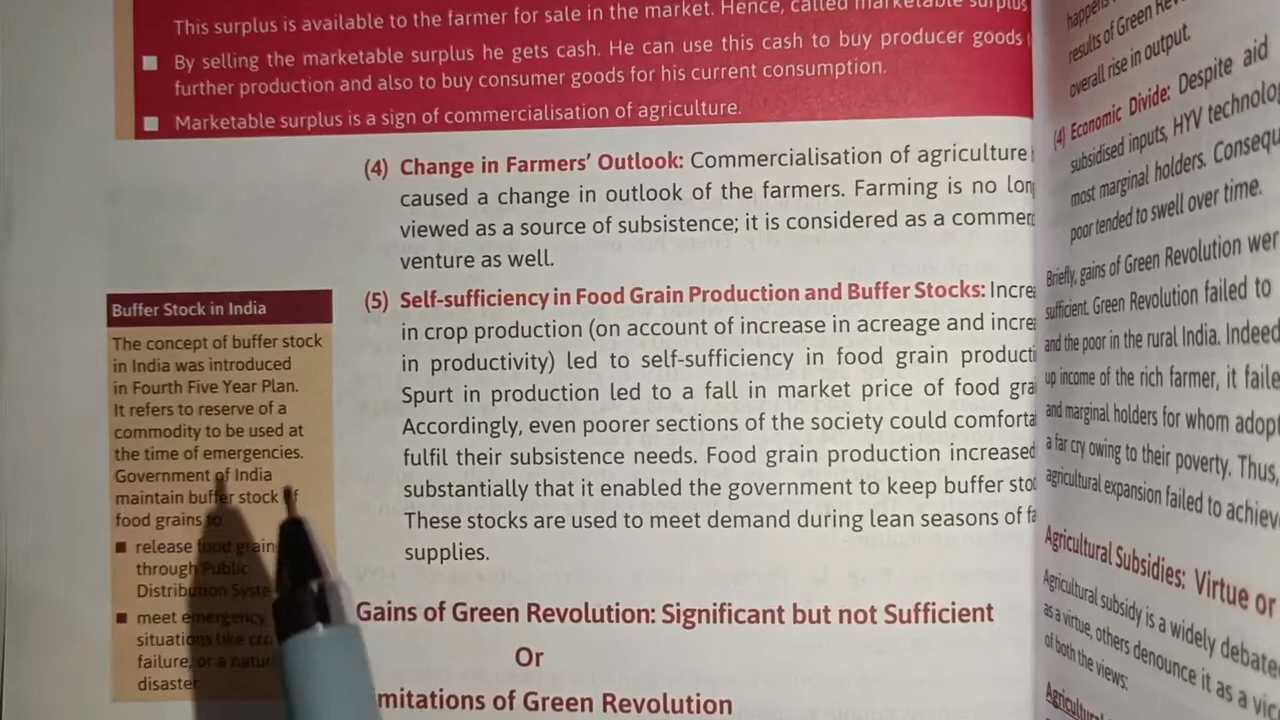 This surplus is available to the farmer for sale in the market. Hence, called marketable surplus
By selling the marketable surplus he gets cash. He can use this cash to buy producer goods
further production and also to buy consumer goods for his current consumption.
Marketable surplus is a sign of commercialisation of agriculture.
(4) Change in Farmers' Outlook: Commercialisation of agriculture
caused a change in outlook of the farmers. Farming is no lon
viewed as a source of subsistence; it is considered as a commer
venture as well.
(5) Self-sufficiency in Food Grain Production and Buffer Stocks: Incre
in crop production (on account of increase in acreage and incre
in productivity) led to self-sufficiency in food grain producti
Spurt in production led to a fall in market price of food gra
Accordingly, even poorer sections of the society could comforta
fulfil their subsistence needs. Food grain production increased
substantially that it enabled the government to keep buffer sto
These stocks are used to meet demand during lean seasons of
supplies.
Buffer Stock in India
The concept of buffer stock
in India was introduced
in Fourth Five Year Plan.
It refers to reserve of a
commodity to be used at
the time of emergencies.
Government of India
maintain buffer stock of
food grains to
release food grain
through Public
Distribution Syste
meet emergency
situations like cro
failure, or a natur
disaster
Gains of Green Revolution: Significant but not Sufficient
Or
mitations of Green Revolution
happens
results of Green Rev
overall rise in output.
(4) Economic Divide: Despite aid
subsidised inputs, HYV technolo
most marginal holders. Consequ
poor tended to swell over time.
Briefly, gains of Green Revolution wer
sufficient. Green Revolution failed to
and the poor in the rural India. Indeed
up income of the rich farmer, it faile
and marginal holders for whom adopt
a far cry owing to their poverty. Thus,
agricultural expansion failed to achiev
Agricultural Subsidies: Virtue or
Agricultural subsidy is a widely debate
as a virtue, others denounce it as a vic
of both the views:
Agricultural